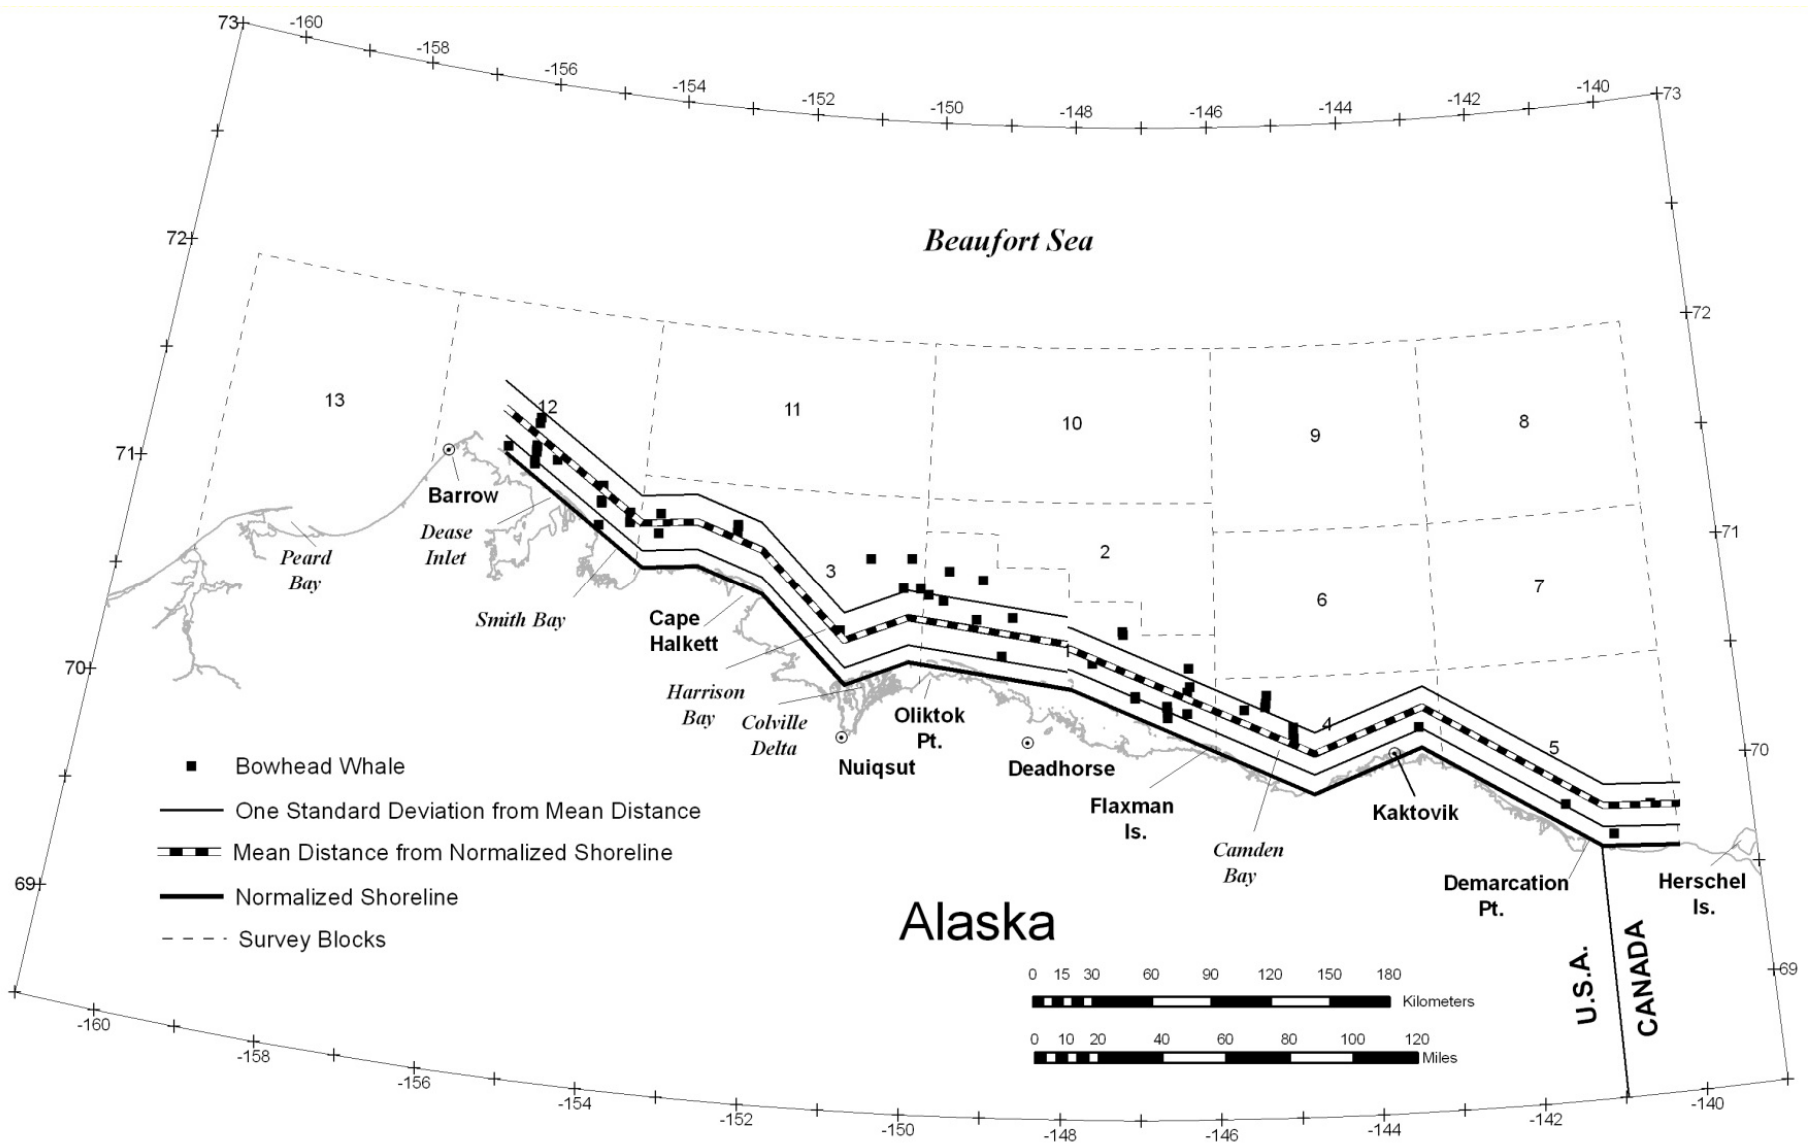 73
-160
-158
-156
-154
-152
-150
-148
-146
-144
-142
-140
73
72
Beaufort Sea
72
13
12
11
10
9
8
71
71
Barrow
Dease
Inlet
Peard
Bay
Smith Bay
3
2
6
7
1
4
5
Cape
Halkett
70
Harrison
Bay
Colville
Delta
Oliktok
Pt.
70
Nuiqsut
Deadhorse
Flaxman
Is.
Kaktovik
Camden
Bay
Demarcation
Pt.
Herschel
Is.
Bowhead Whale
One Standard Deviation from Mean Distance
Mean Distance from Normalized Shoreline
Normalized Shoreline
Survey Blocks
69
Alaska
U.S.A.
CANADA
69
0 15 30 60 90 120 150 180
Kilometers
0 10 20 40 60 80 100 120
Miles
-160
-158
-156
-154
-152
-150
-148
-146
-144
-142
-140